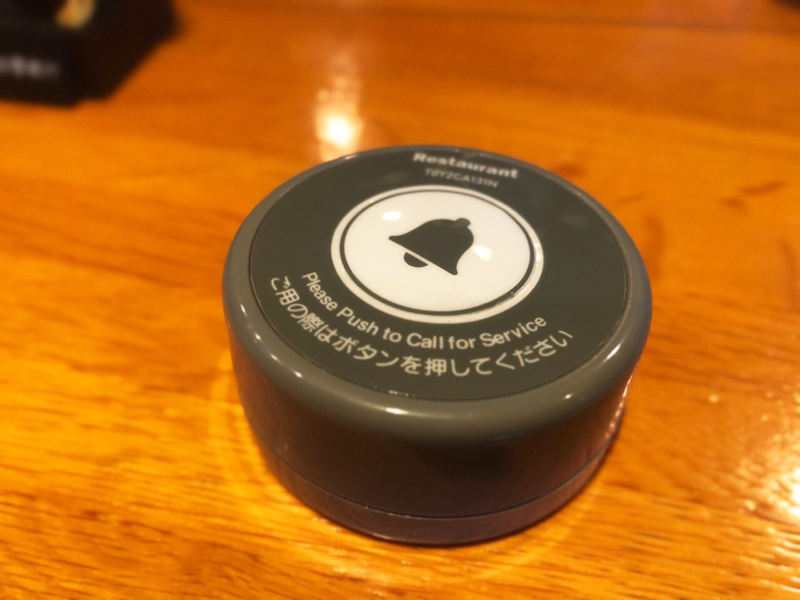 Restaurant
Please Push to Call for Service
ご用の際はボタンを押してください